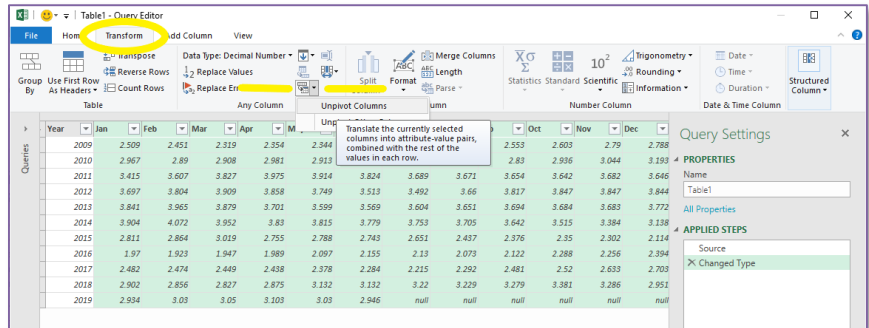 Table1 - Query Editor
File Home Transform Add Column View
Transpose Data Type: Decimal Number Merge Columns Trigonometry Date
Reverse Rows Replace Values Length Rounding Time
Count Rows Replace Err Parse Information Duration
Group By Use First Row As Headers Split Column Format Statistics Standard Scientific Structured Column
Table Any Column umn Number Column Date & Time Column
Unpivot Columns
Translate the currently selected
columns into attribute-value pairs,
combined with the rest of the
values in each row.
Queries
Year Jan Feb Mar Apr Oct Nov Dec
2009 2.509 2.451 2.319 2.354 2.344 2.553 2.603 2.79 2.788
2010 2.967 2.89 2.908 2.981 2.913 2.83 2.936 3.044 3.193
2011 3.415 3.607 3.827 3.975 3.914 3.824 3.689 3.671 3.654 3.642 3.682 3.646
2012 3.697 3.804 3.909 3.858 3.749 3.513 3.492 3.66 3.817 3.847 3.847 3.844
2013 3.841 3.965 3.879 3.701 3.599 3.569 3.604 3.651 3.694 3.684 3.683 3.772
2014 3.904 4.072 3.952 3.83 3.815 3.779 3.753 3.705 3.642 3.515 3.384 3.138
2015 2.811 2.864 3.019 2.755 2.788 2.743 2.651 2.437 2.376 2.35 2.302 2.114
2016 1.97 1.923 1.947 1.989 2.097 2.155 2.13 2.073 2.122 2.288 2.256 2.394
2017 2.482 2.474 2.449 2.438 2.378 2.284 2.215 2.292 2.481 2.52 2.633 2.703
2018 2.902 2.856 2.827 2.875 3.132 3.132 3.22 3.229 3.279 3.381 3.286 2.951
2019 2.934 3.03 3.05 3.103 3.03 2.946 null null null null null null
Query Settings
PROPERTIES
Name
Table1
All Properties
APPLIED STEPS
Source
Changed Type